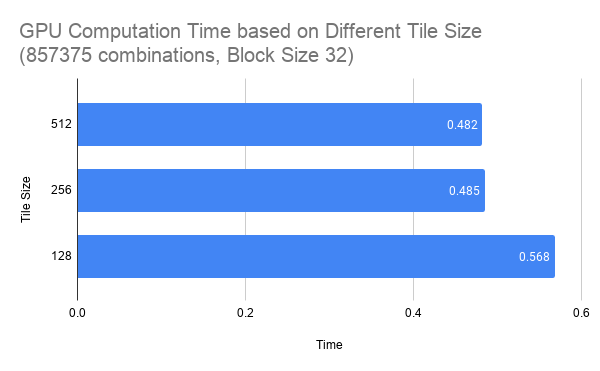 GPU Computation Time based on Different Tile Size
(857375 combinations, Block Size 32)
Tile Size
512
0.482
256
0.485
128
0.568
0.0
0.2
0.4
0.6
Time